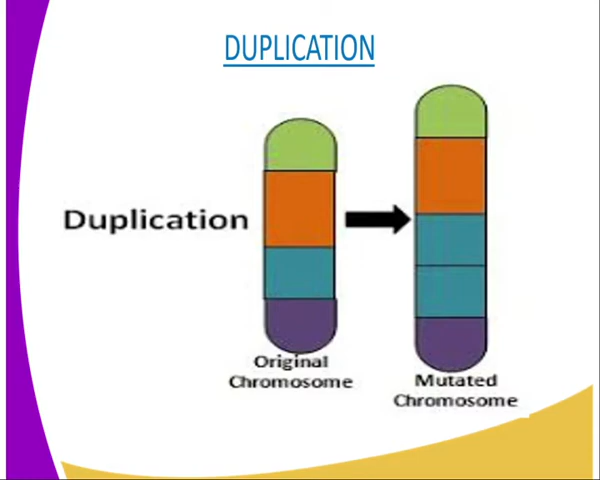 DUPLICATION
Duplication
Original
Chromosome
Mutated
Chromosome